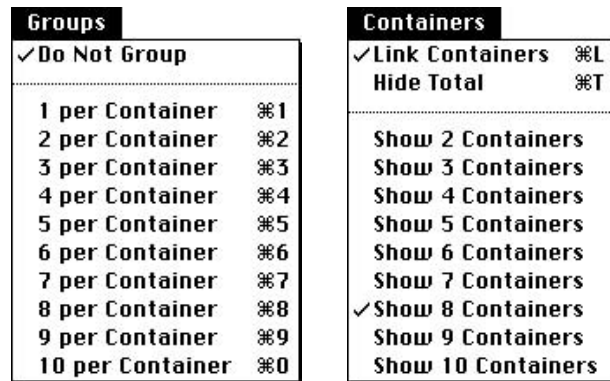 Groups
✓Do Not Group
1 per Container ⌘1
2 per Container ⌘2
3 per Container ⌘3
4 per Container ⌘4
5 per Container ⌘5
6 per Container ⌘6
7 per Container ⌘7
8 per Container ⌘8
9 per Container ⌘9
10 per Container ⌘0
Containers
✓Link Containers ⌘L
Hide Total ⌘T
Show 2 Containers
Show 3 Containers
Show 4 Containers
Show 5 Containers
Show 6 Containers
Show 7 Containers
✓Show 8 Containers
Show 9 Containers
Show 10 Containers